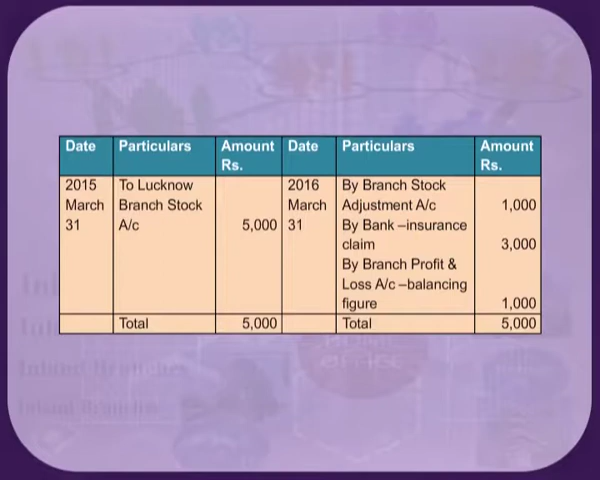 Date Particulars Amount Rs. Date Particulars Amount Rs.
2015 To Lucknow 2016 By Branch Stock
March Branch Stock March Adjustment A/c 1,000
31 A/c 5,000 31 By Bank –insurance
claim 3,000
By Branch Profit &
Loss A/c –balancing
figure 1,000
Total 5,000 Total 5,000
Inland Branches